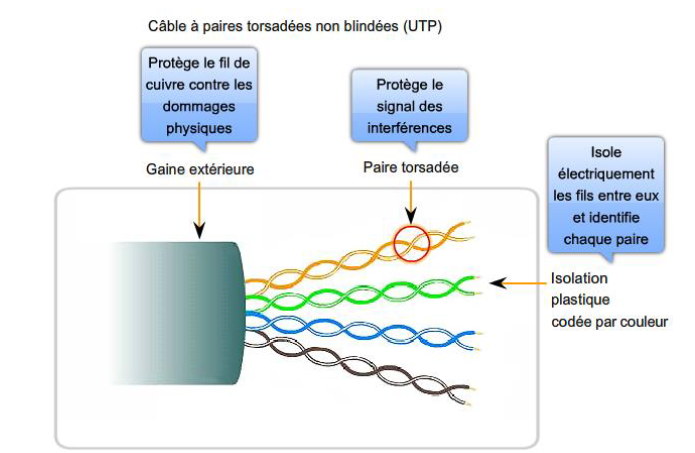 Câble à paires torsadées non blindées (UTP)
Protège le fil de
cuivre contre les
dommages
physiques
Protège le
signal des
interférences
Gaine extérieure
Paire torsadée
Isole
électriquement
les fils entre eux
et identifie
chaque paire
Isolation
plastique
codée par couleur